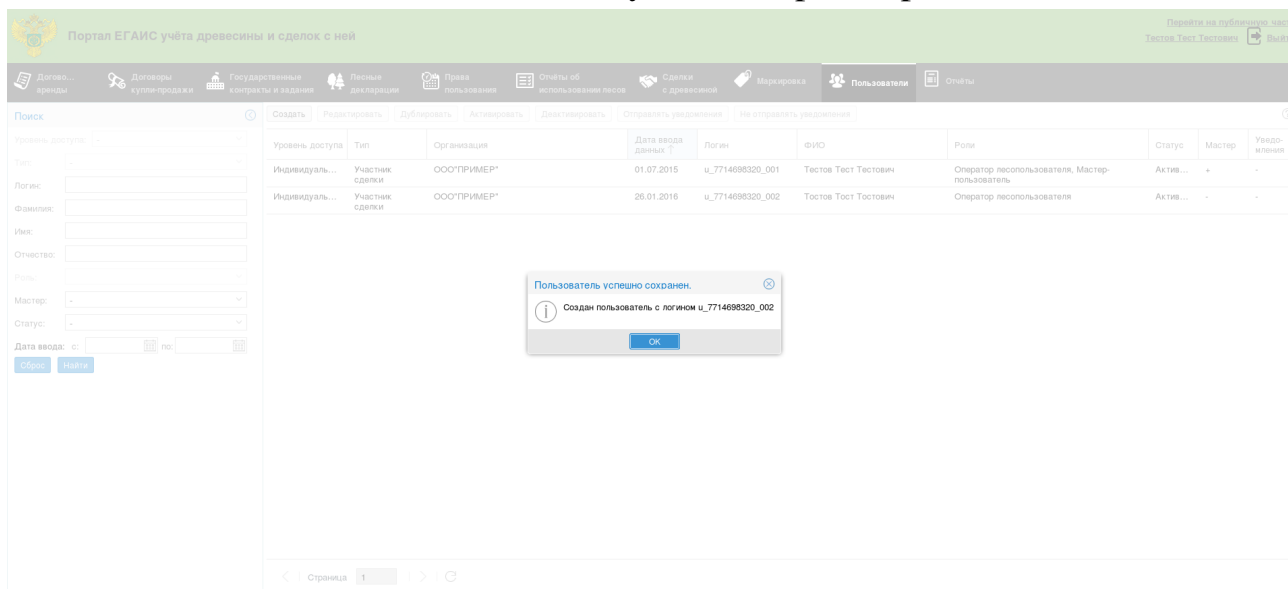 Перейти на публичную част
Портал ЕГАИС учёта древесины и сделок с ней
Тестов Тест Тестович Выйт
Догово... аренды
Договоры купли-продажи
Государственные контракты и задания
Лесные декларации
Права пользования
Отчёты об использовании лесов
Сделки с древесиной
Маркировка
Пользователи
Отчёты
Поиск
Уровень доступа: -
Тип: -
Логин:
Фамилия:
Имя:
Отчество:
Роль:
Мастер: -
Статус: -
Дата ввода: с: по:
Сброс Найти
Создать Редактировать Дублировать Активировать Деактивировать Отправлять уведомления Не отправлять уведомления
Уровень доступа Тип Организация Дата ввода данных ↑ Логин ФИО Роли Статус Мастер Уведо-мления
Индивидуаль... Участник сделки ООО"ПРИМЕР" 01.07.2015 u_7714698320_001 Тестов Тест Тестович Оператор лесопользователя, Мастер-пользователь Актив... + -
Индивидуаль... Участник сделки ООО"ПРИМЕР" 26.01.2016 u_7714698320_002 Тостов Тост Тостович Оператор лесопользователя Актив... - -
Пользователь успешно сохранен.
Создан пользователь с логином u_7714698320_002
OK
Страница 1